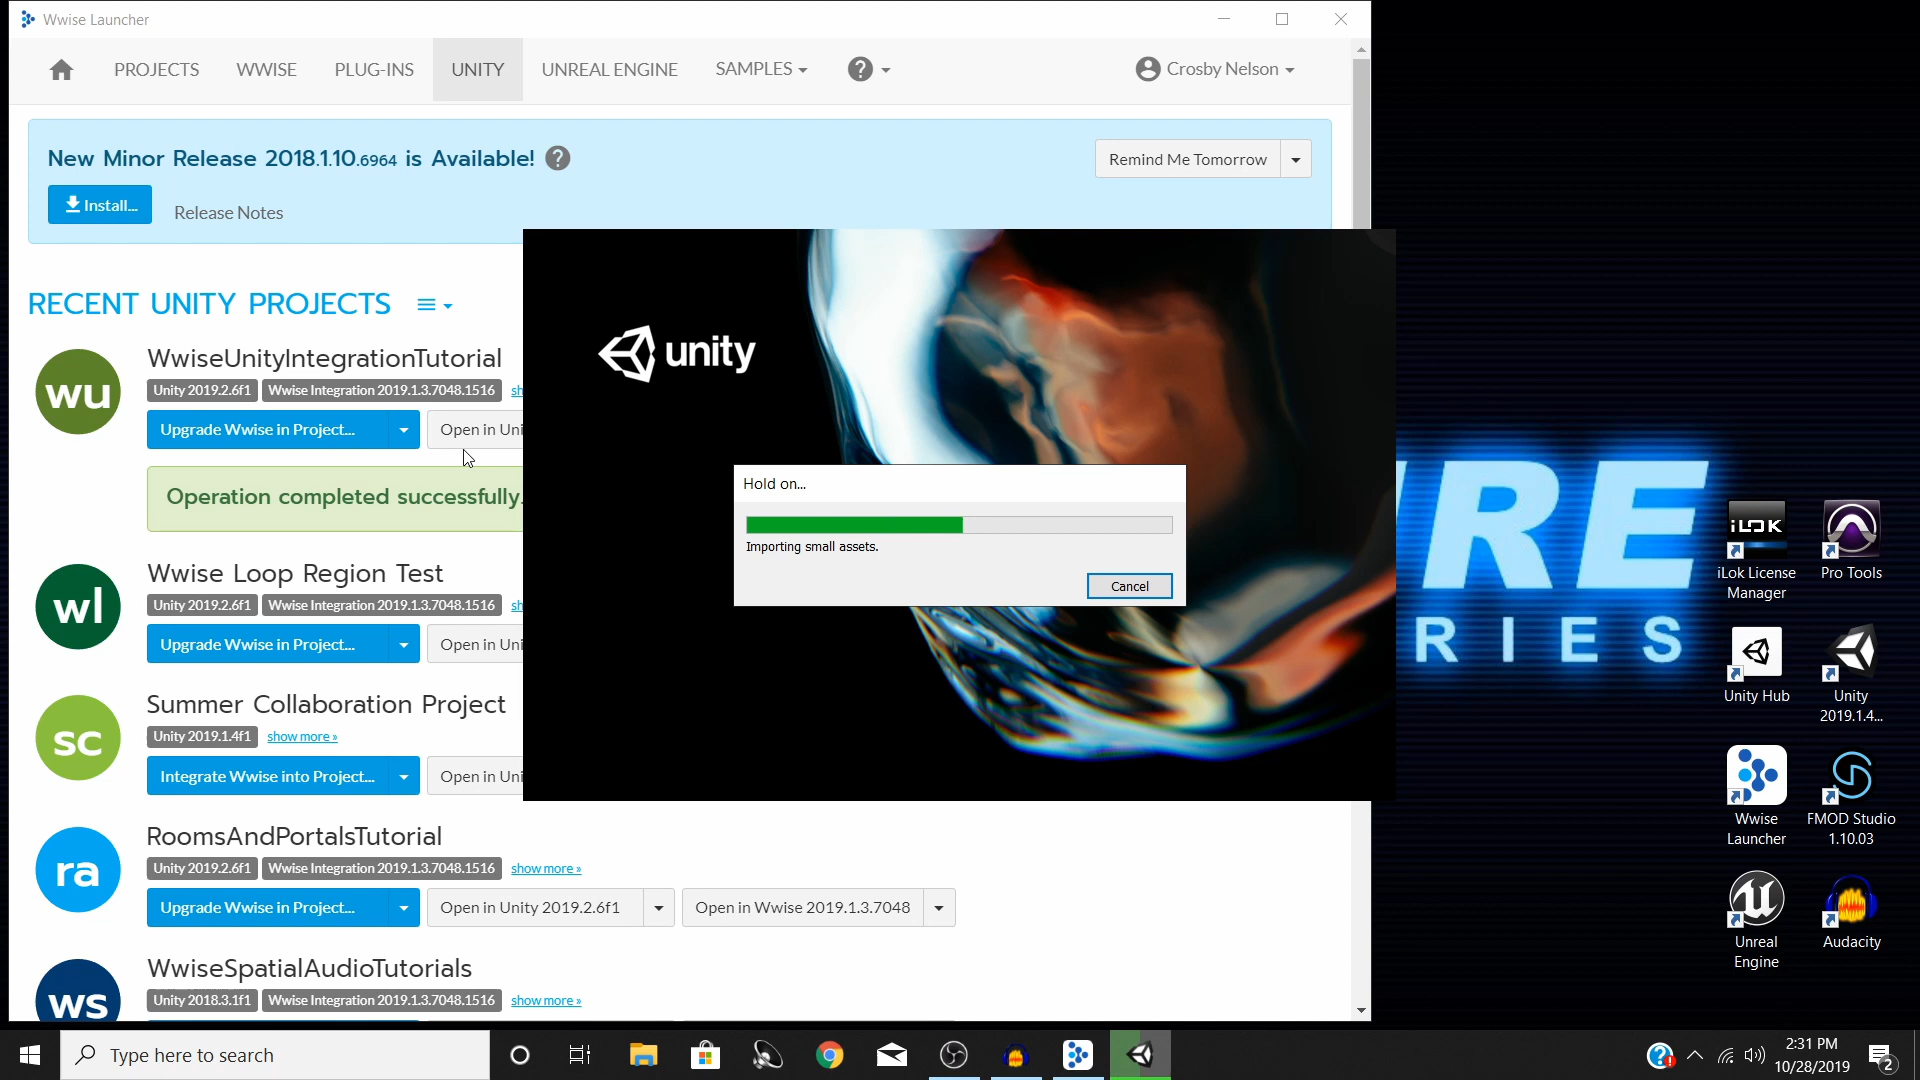 Wwise Launcher
PROJECTS WWISE PLUG-INS UNITY UNREAL ENGINE SAMPLES ? Crosby Nelson
New Minor Release 2018.1.10.6964 is Available! ?
Remind Me Tomorrow
Install...
Release Notes
RECENT UNITY PROJECTS
wu
WwiseUnityIntegrationTutorial
Unity 2019.2.6f1 Wwise Integration 2019.1.3.7048.1516 sh
Upgrade Wwise in Project... Open in Uni
Operation completed successfully.
wl
Wwise Loop Region Test
Unity 2019.2.6f1 Wwise Integration 2019.1.3.7048.1516 sh
Upgrade Wwise in Project... Open in Uni
sc
Summer Collaboration Project
Unity 2019.1.4f1 show more »
Integrate Wwise into Project... Open in Uni
ra
RoomsAndPortalsTutorial
Unity 2019.2.6f1 Wwise Integration 2019.1.3.7048.1516 show more »
Upgrade Wwise in Project... Open in Unity 2019.2.6f1 Open in Wwise 2019.1.3.7048
ws
WwiseSpatialAudioTutorials
Unity 2018.3.1f1 Wwise Integration 2019.1.3.7048.1516 show more »
unity
Hold on...
Importing small assets.
Cancel
RE
RIES
iLOK
iLok License
Manager
Pro Tools
Unity Hub
Unity
2019.1.4...
Wwise
Launcher
FMOD Studio
1.10.03
Unreal
Engine
Audacity
Type here to search
2:31 PM
10/28/2019
2